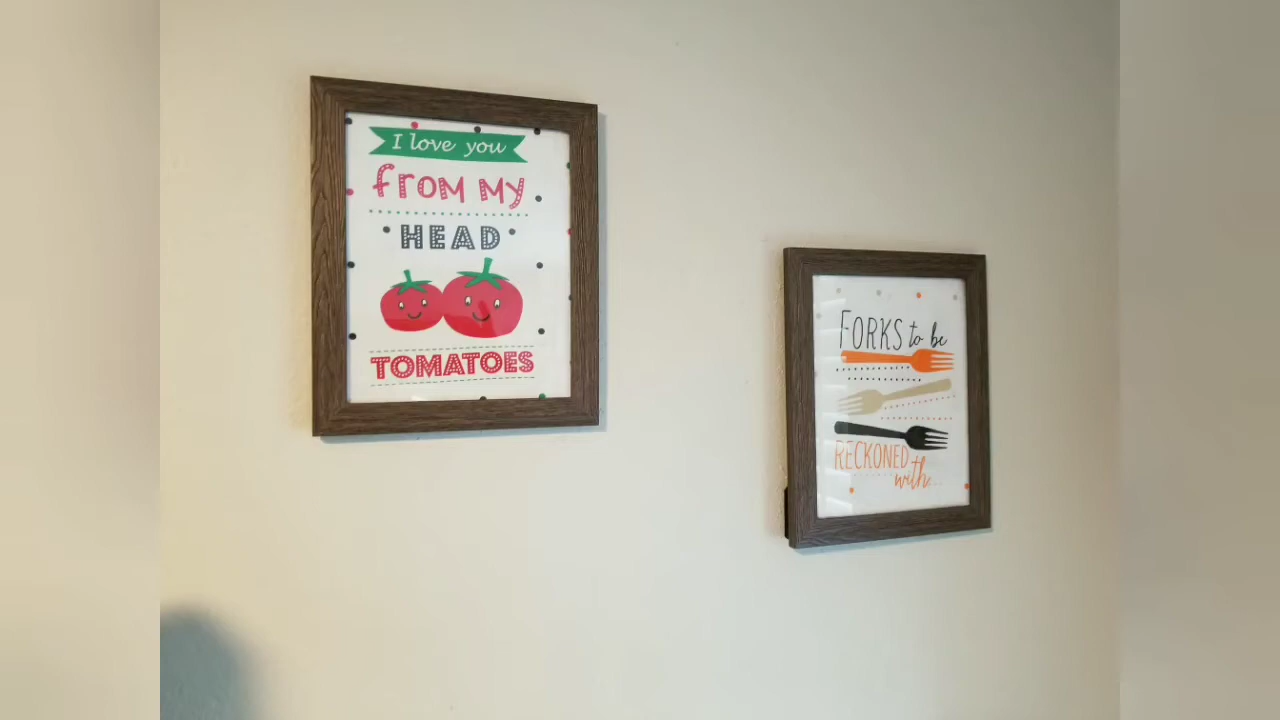 I love you
from my
HEAD
TOMATOES
FORKS to be
RECKONED
with...